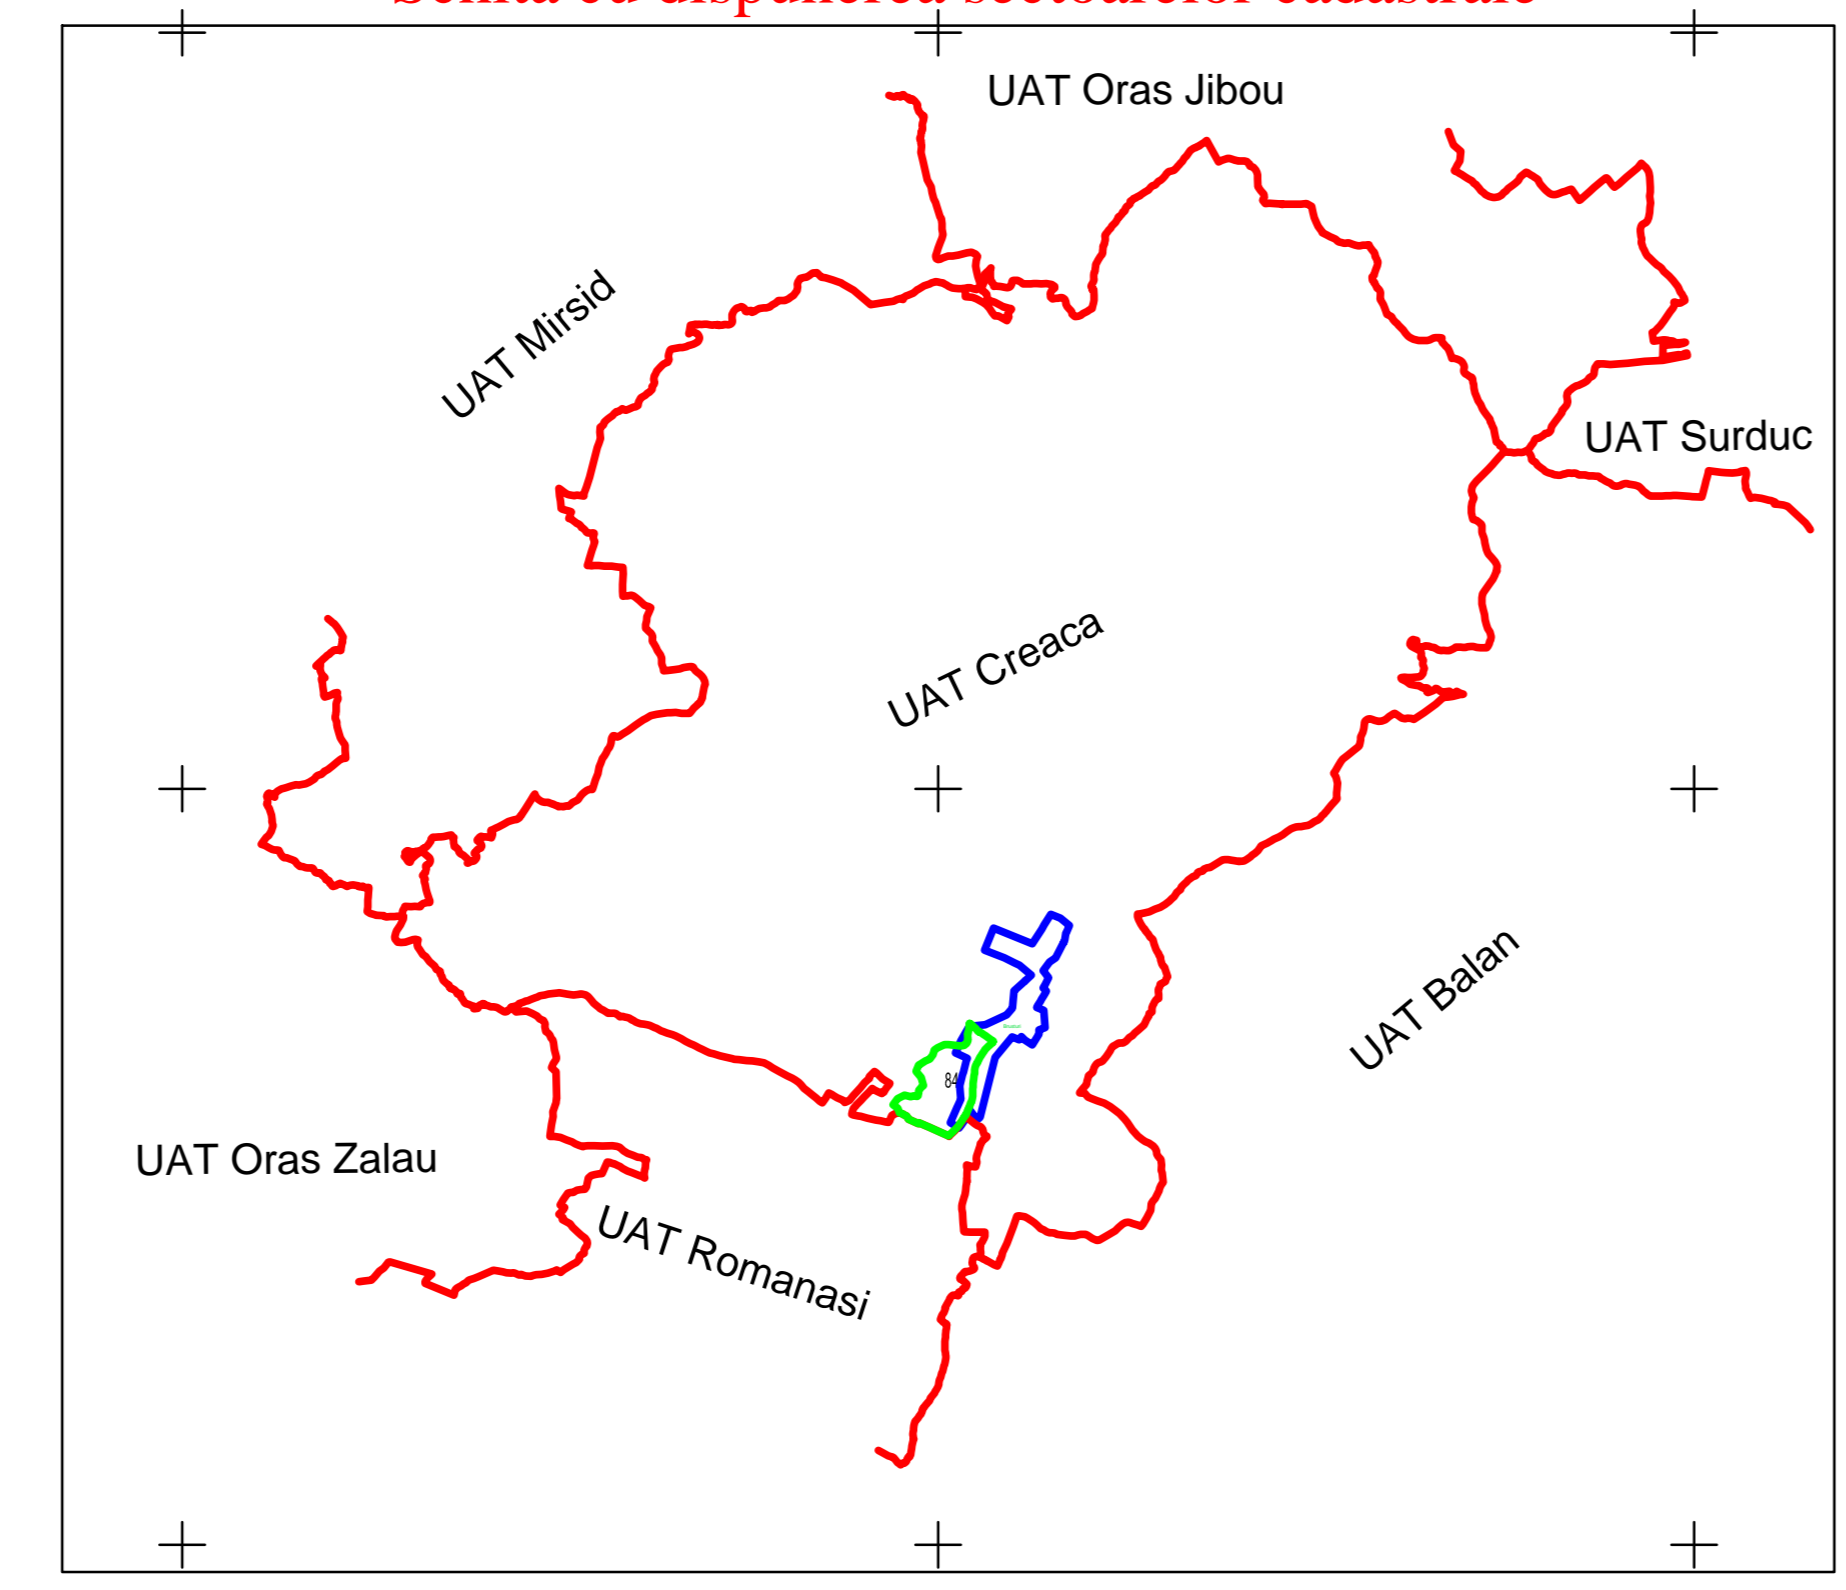 UAT Oras Jibou
UAT Mirsid
UAT Surduc
UAT Creaca
UAT Balan
84
UAT Oras Zalau
UAT Romanasi